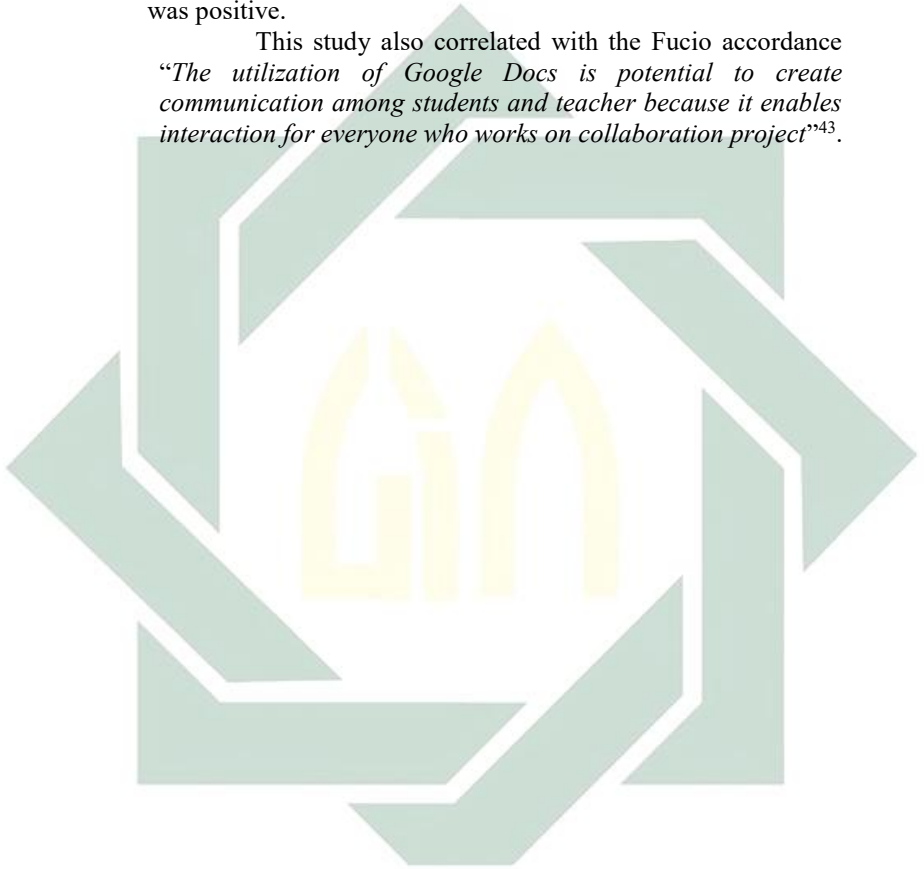 was positive.
This study also correlated with the Fucio accordance
“The utilization of Google Docs is potential to create
communication among students and teacher because it enables
interaction for everyone who works on collaboration project”⁴³.